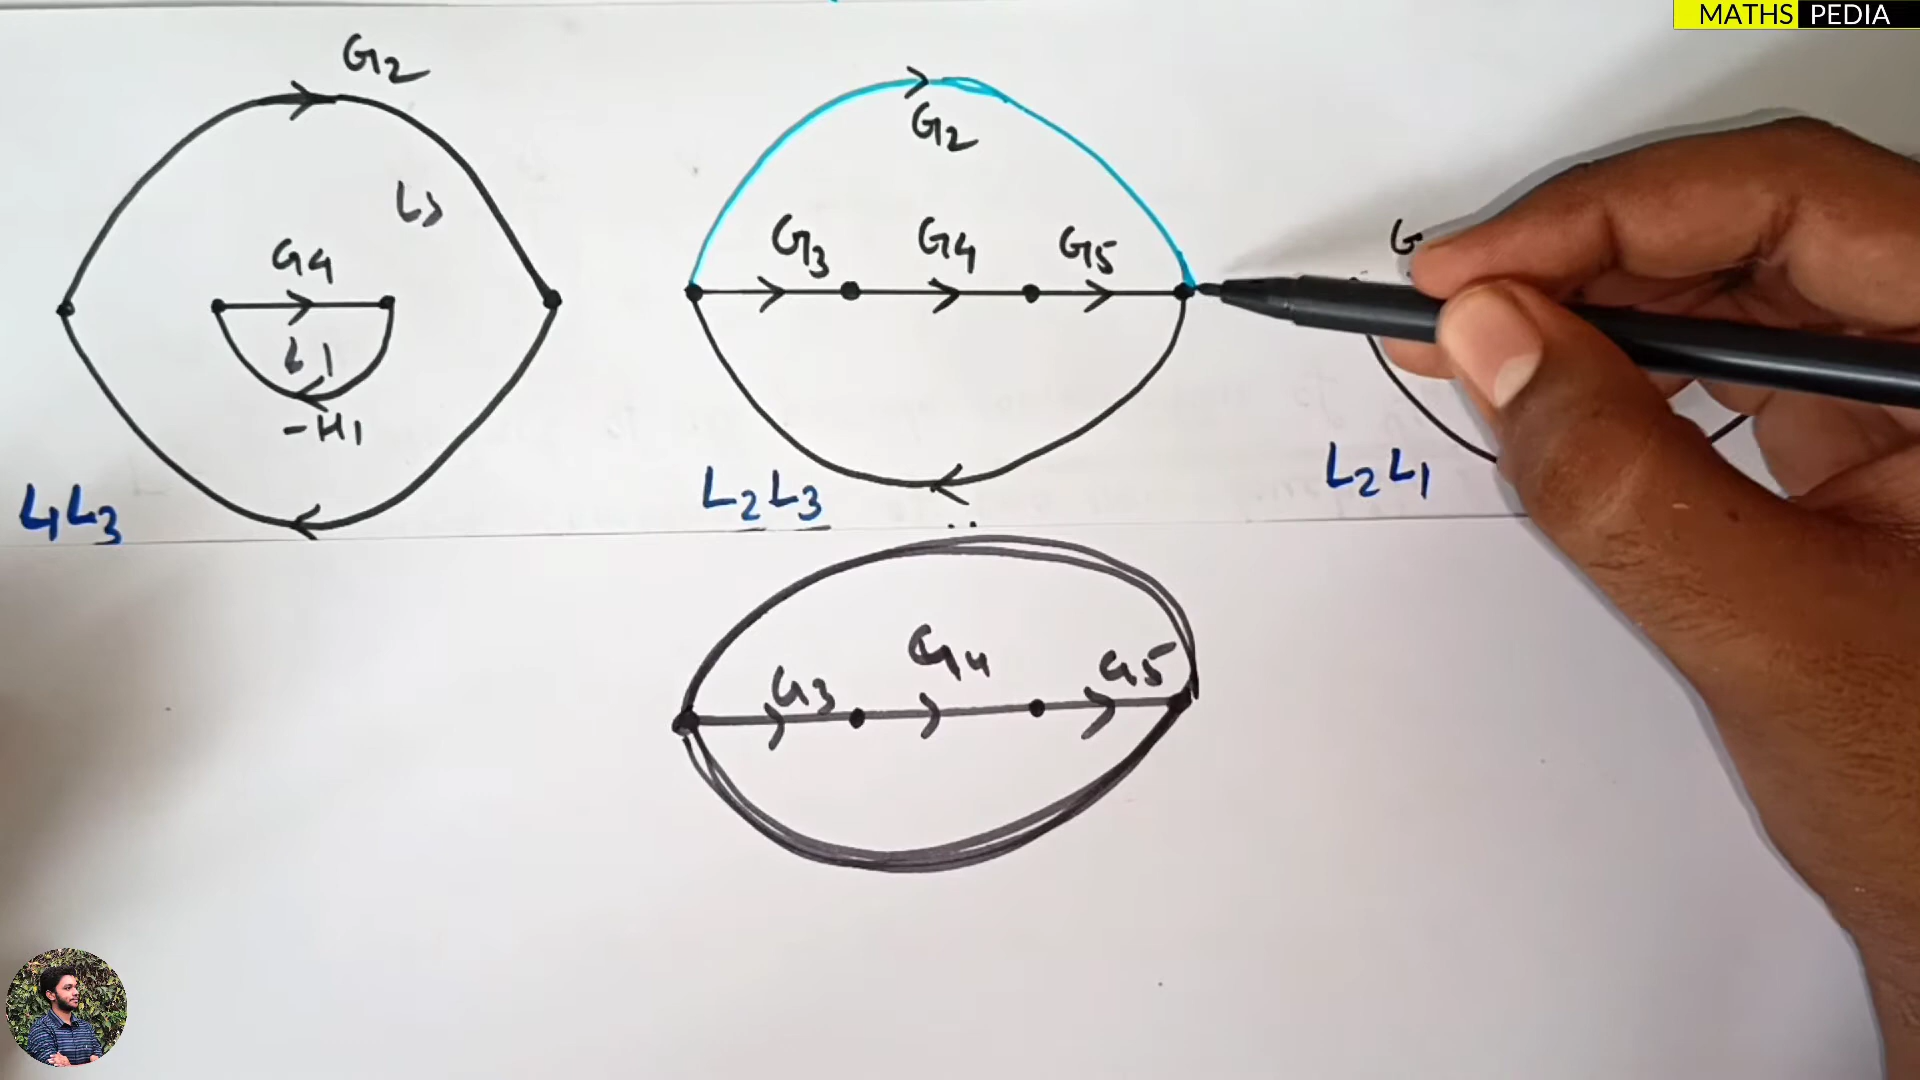 MATHS PEDIA
G2
L3
G4
L1
-H1
L1L3
G2
G3 G4 G5
L2L3
G
L2L1
G3 G4 G5